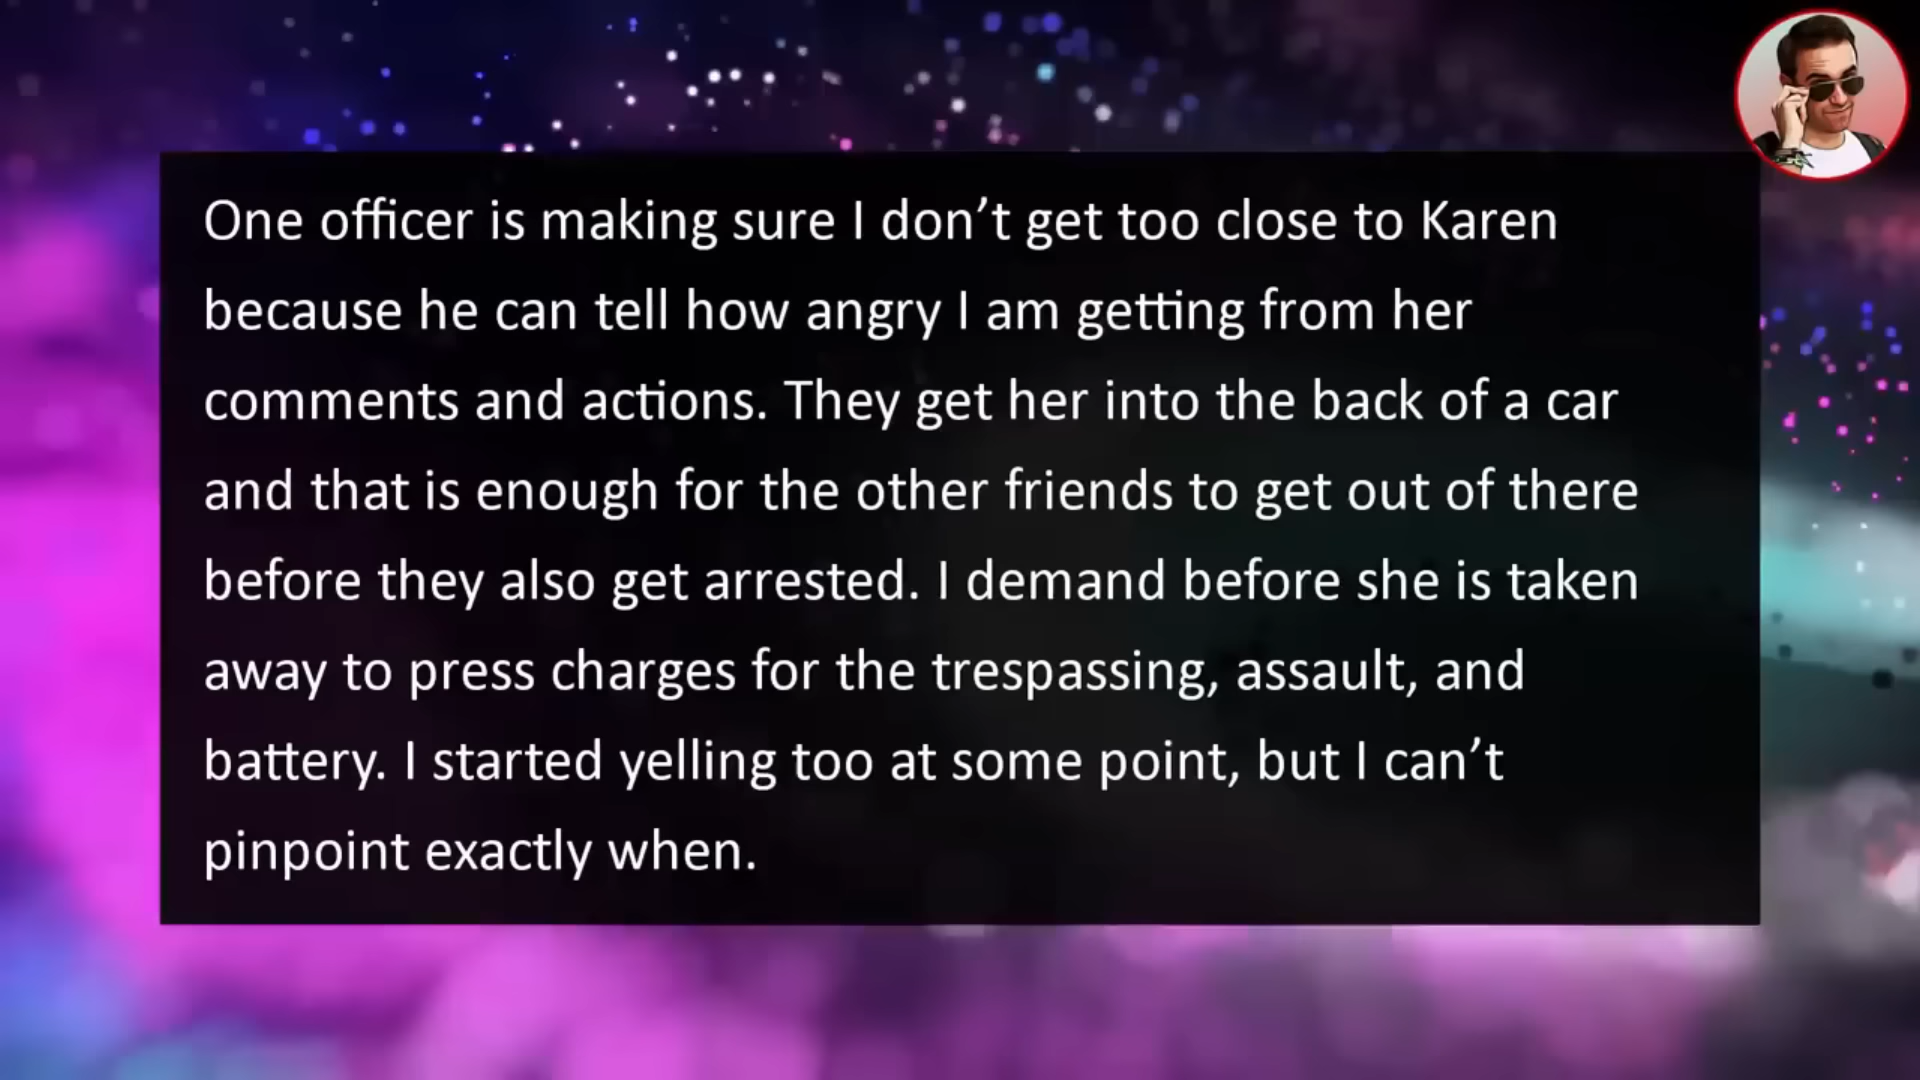 One officer is making sure I don’t get too close to Karen
because he can tell how angry I am getting from her
comments and actions. They get her into the back of a car
and that is enough for the other friends to get out of there
before they also get arrested. I demand before she is taken
away to press charges for the trespassing, assault, and
battery. I started yelling too at some point, but I can’t
pinpoint exactly when.